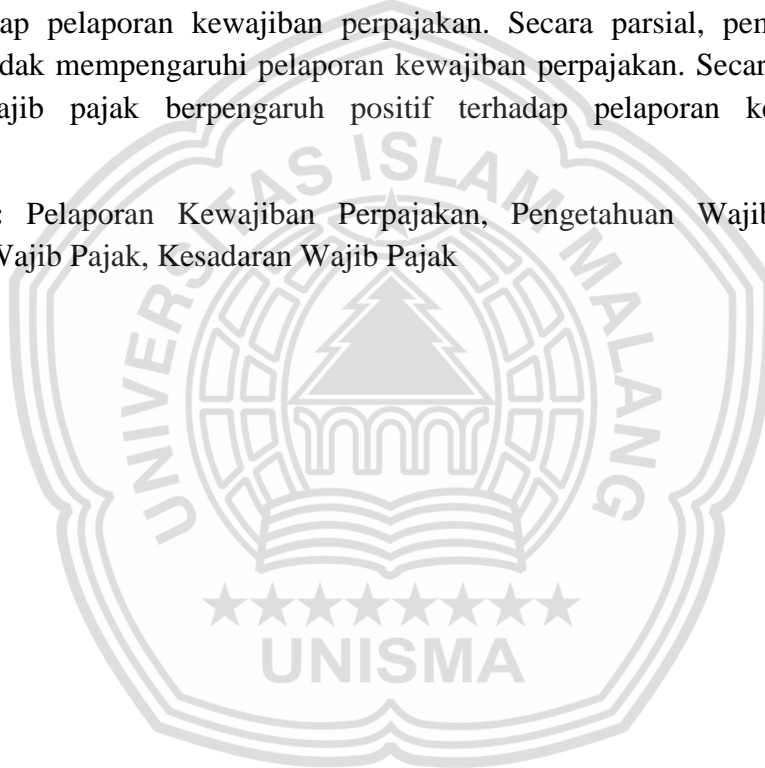 ap pelaporan kewajiban perpajakan. Secara parsial, pen
dak mempengaruhi pelaporan kewajiban perpajakan. Secar
ajib pajak berpengaruh positif terhadap pelaporan ke
: Pelaporan Kewajiban Perpajakan, Pengetahuan Wajib
Wajib Pajak, Kesadaran Wajib Pajak
UNIVERSITAS ISLAM MALANG
UNISMA